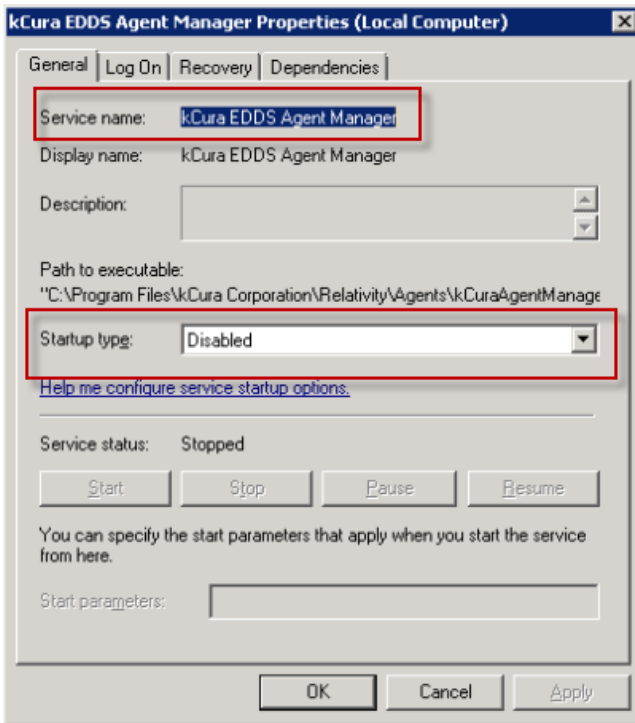 kCura EDDS Agent Manager Properties (Local Computer)
General Log On Recovery Dependencies
Service name: kCura EDDS Agent Manager
Display name: kCura EDDS Agent Manager
Description:
Path to executable:
"C:\Program Files\kCura Corporation\Relativity\Agents\kCuraAgentManage
Startup type: Disabled
Help me configure service startup options.
Service status: Stopped
Start Stop Pause Resume
You can specify the start parameters that apply when you start the service
from here.
Start parameters:
OK Cancel Apply